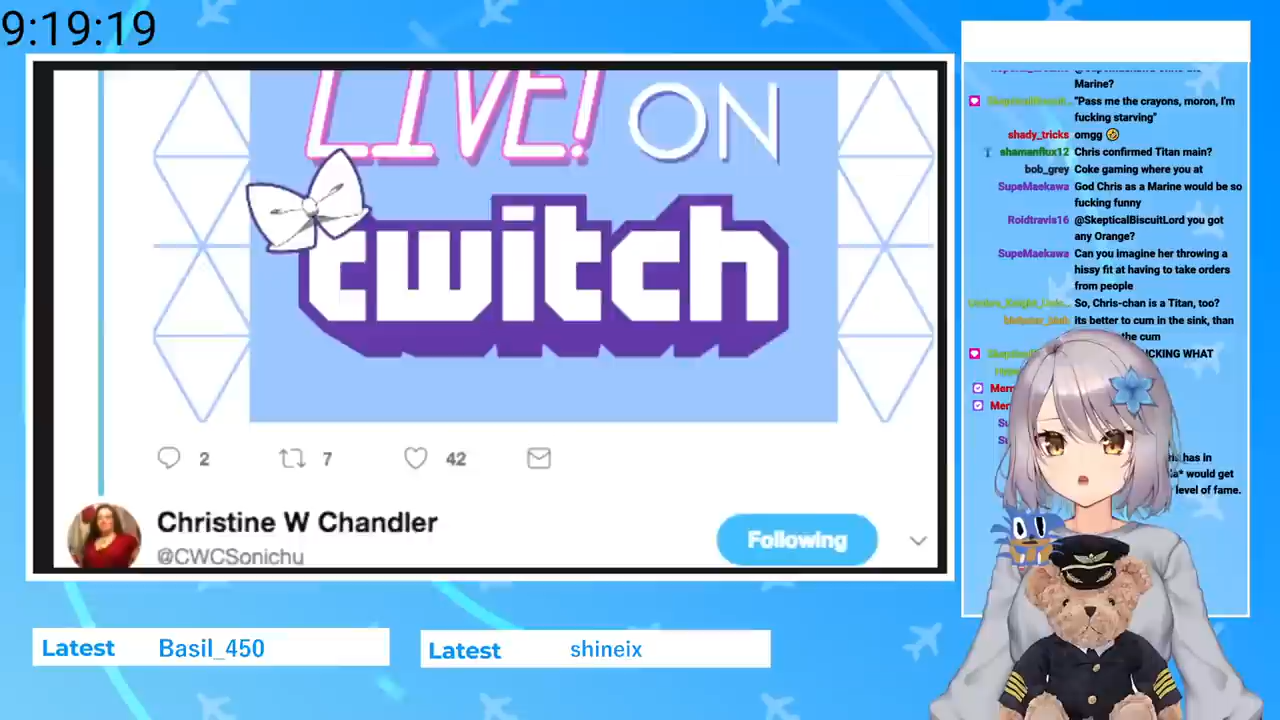 9:19:19
LIVE! ON
twitch
2 7 42
Christine W Chandler
@CWCSonichu
Following
Latest Basil_450
Latest shineix
Marine?
"Pass me the crayons, moron, I'm
fucking starving"
shady_tricks omgg
shamanflux12 Chris confirmed Titan main?
bob_grey Coke gaming where you at
SupeMaekawa God Chris as a Marine would be so
fucking funny
Roidtravis16 @SkepticalBiscuitLord you got
any Orange?
SupeMaekawa Can you imagine her throwing a
hissy fit at having to take orders
from people
So, Chris-chan is a Titan, too?
its better to cum in the sink, than
the cum
WHAT
has in
would get
level of fame.